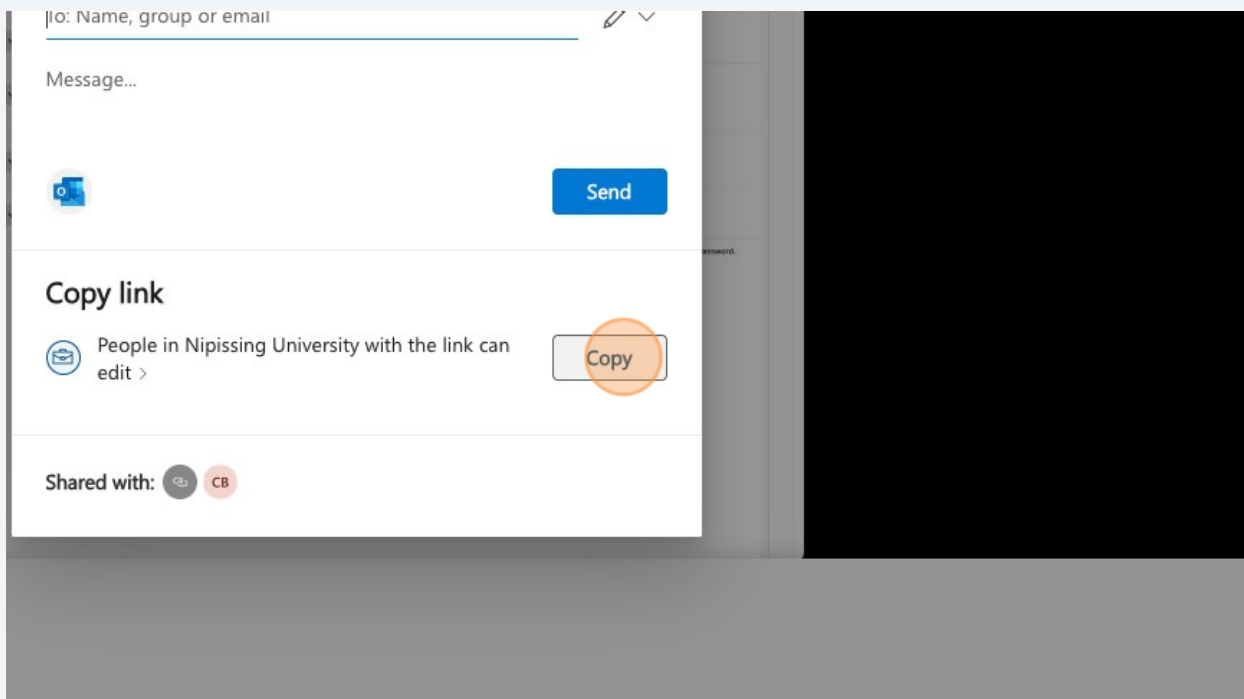 To: Name, group or email
Message...
Send
assword.
Copy link
People in Nipissing University with the link can
edit >
Copy
Shared with:
CB